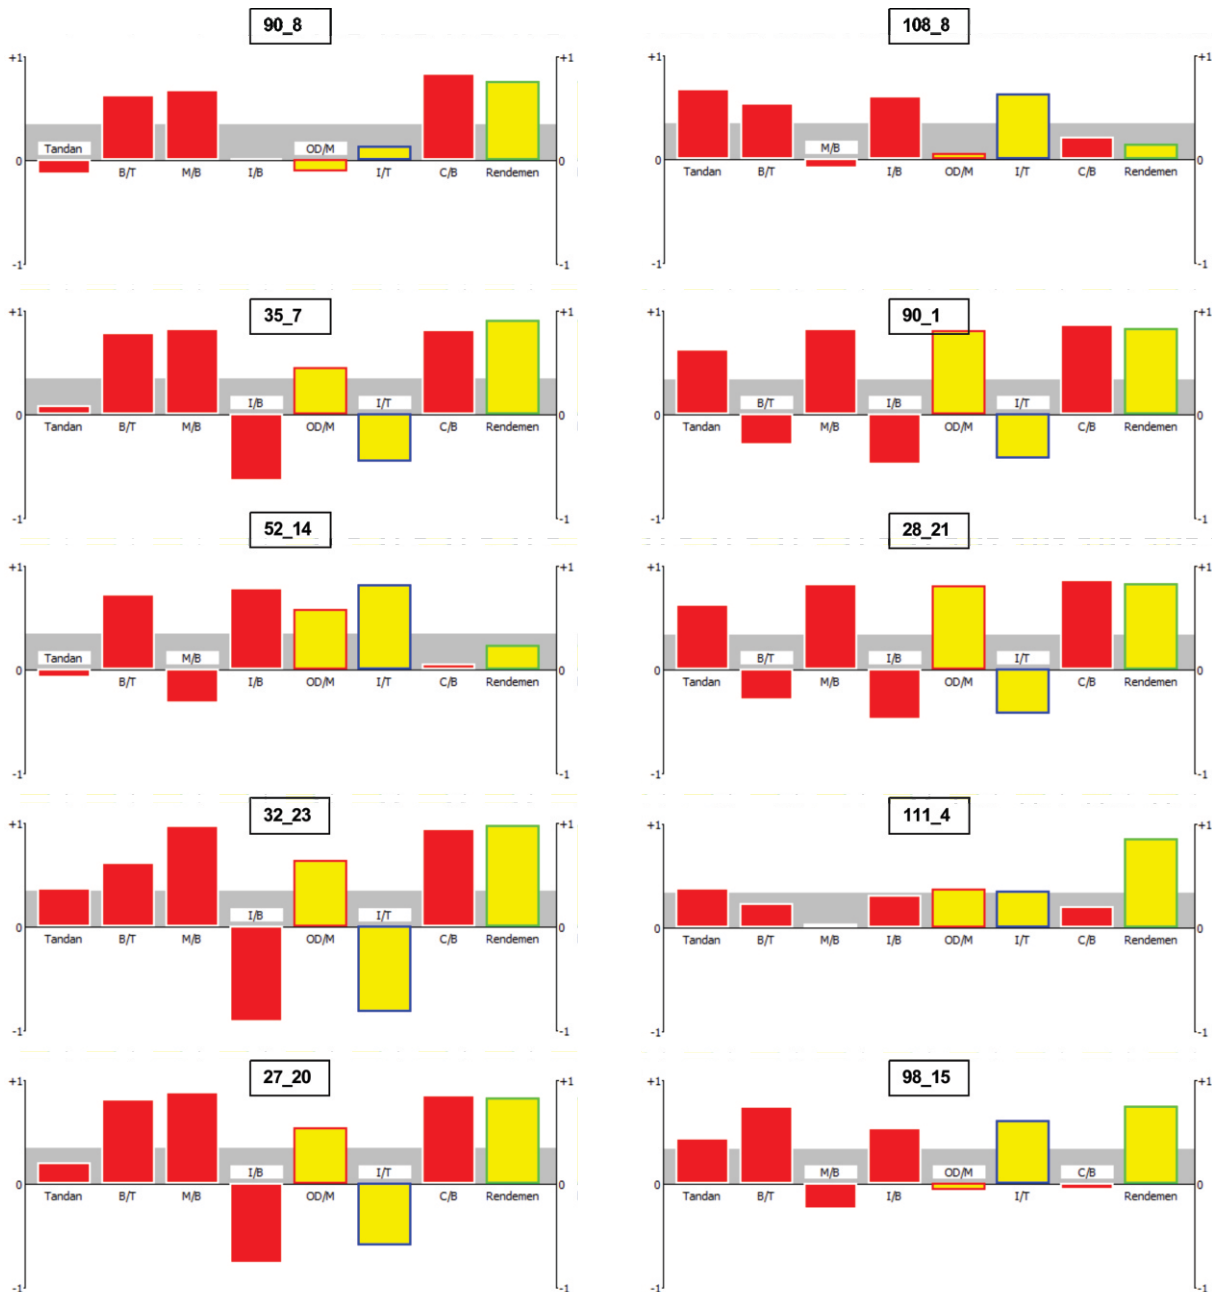 90_8
+1 +1
Tandan OD/M
0 0
B/T M/B I/B I/T C/B Rendemen
-1 -1
108_8
+1 +1
M/B
0 0
Tandan B/T I/B OD/M I/T C/B Rendemen
-1 -1
35_7
+1 +1
I/B I/T
0 0
Tandan B/T M/B OD/M C/B Rendemen
-1 -1
90_1
+1 +1
B/T I/B I/T
0 0
Tandan M/B OD/M C/B Rendemen
-1 -1
52_14
+1 +1
Tandan M/B
0 0
B/T I/B OD/M I/T C/B Rendemen
-1 -1
28_21
+1 +1
B/T I/B I/T
0 0
Tandan M/B OD/M C/B Rendemen
-1 -1
32_23
+1 +1
I/B I/T
0 0
Tandan B/T M/B OD/M C/B Rendemen
-1 -1
111_4
+1 +1
0 0
Tandan B/T M/B I/B OD/M I/T C/B Rendemen
-1 -1
27_20
+1 +1
I/B I/T
0 0
Tandan B/T M/B OD/M C/B Rendemen
-1 -1
98_15
+1 +1
M/B OD/M C/B
0 0
Tandan B/T I/B I/T Rendemen
-1 -1